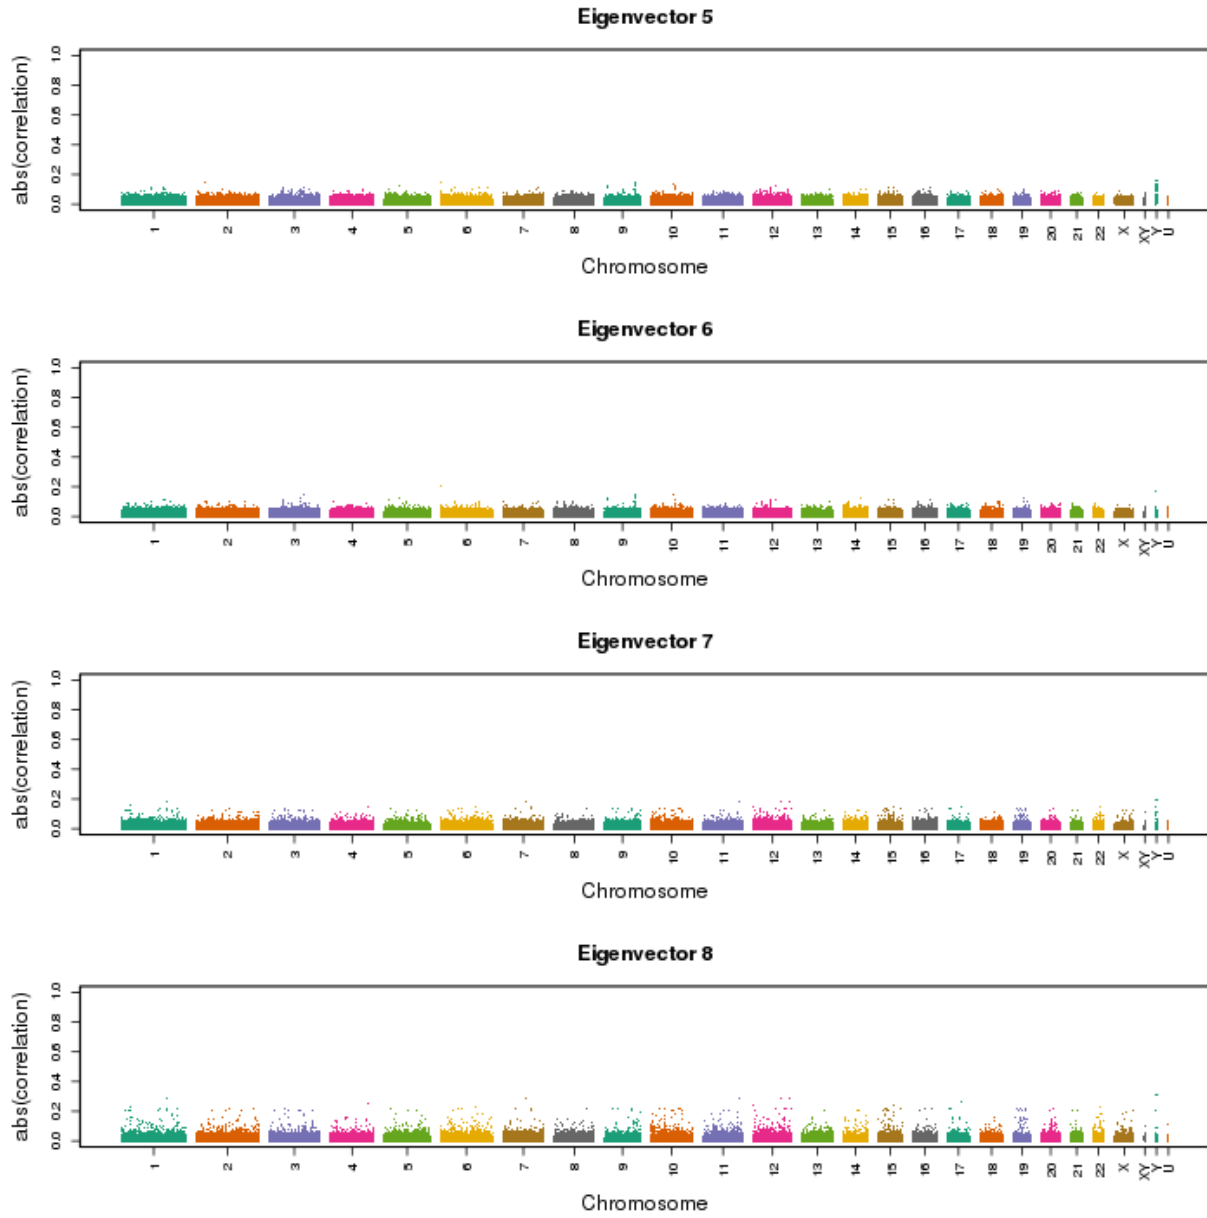 Eigenvector 5
abs(correlation)
0.0 0.2 0.4 0.6 0.8 1.0
1 2 3 4 5 6 7 8 9 10 11 12 13 14 15 16 17 18 19 20 21 22 X XY Y U
Chromosome
Eigenvector 6
abs(correlation)
0.0 0.2 0.4 0.6 0.8 1.0
1 2 3 4 5 6 7 8 9 10 11 12 13 14 15 16 17 18 19 20 21 22 X XY Y U
Chromosome
Eigenvector 7
abs(correlation)
0.0 0.2 0.4 0.6 0.8 1.0
1 2 3 4 5 6 7 8 9 10 11 12 13 14 15 16 17 18 19 20 21 22 X XY Y U
Chromosome
Eigenvector 8
abs(correlation)
0.0 0.2 0.4 0.6 0.8 1.0
1 2 3 4 5 6 7 8 9 10 11 12 13 14 15 16 17 18 19 20 21 22 X XY Y U
Chromosome